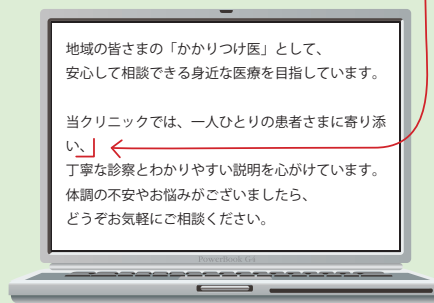 地域の皆さまの「かかりつけ医」として、
安心して相談できる身近な医療を目指しています。
当クリニックでは、一人ひとりの患者さまに寄り添
い、
丁寧な診察とわかりやすい説明を心がけています。
体調の不安やお悩みがございましたら、
どうぞお気軽にご相談ください。
PowerBook G4